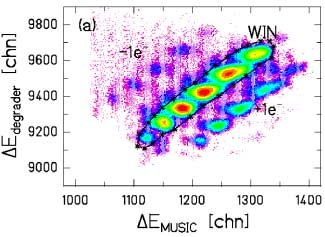 (a)
WIN
-1e⁻
+1e⁻
9800
9600
9400
9200
9000
ΔE_degrader [chn]
1000 1100 1200 1300 1400
ΔE_MUSIC [chn]